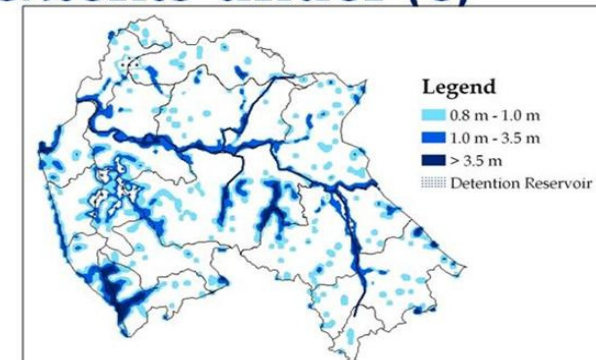 Legend
0.8 m - 1.0 m
1.0 m - 3.5 m
> 3.5 m
Detention Reservoir